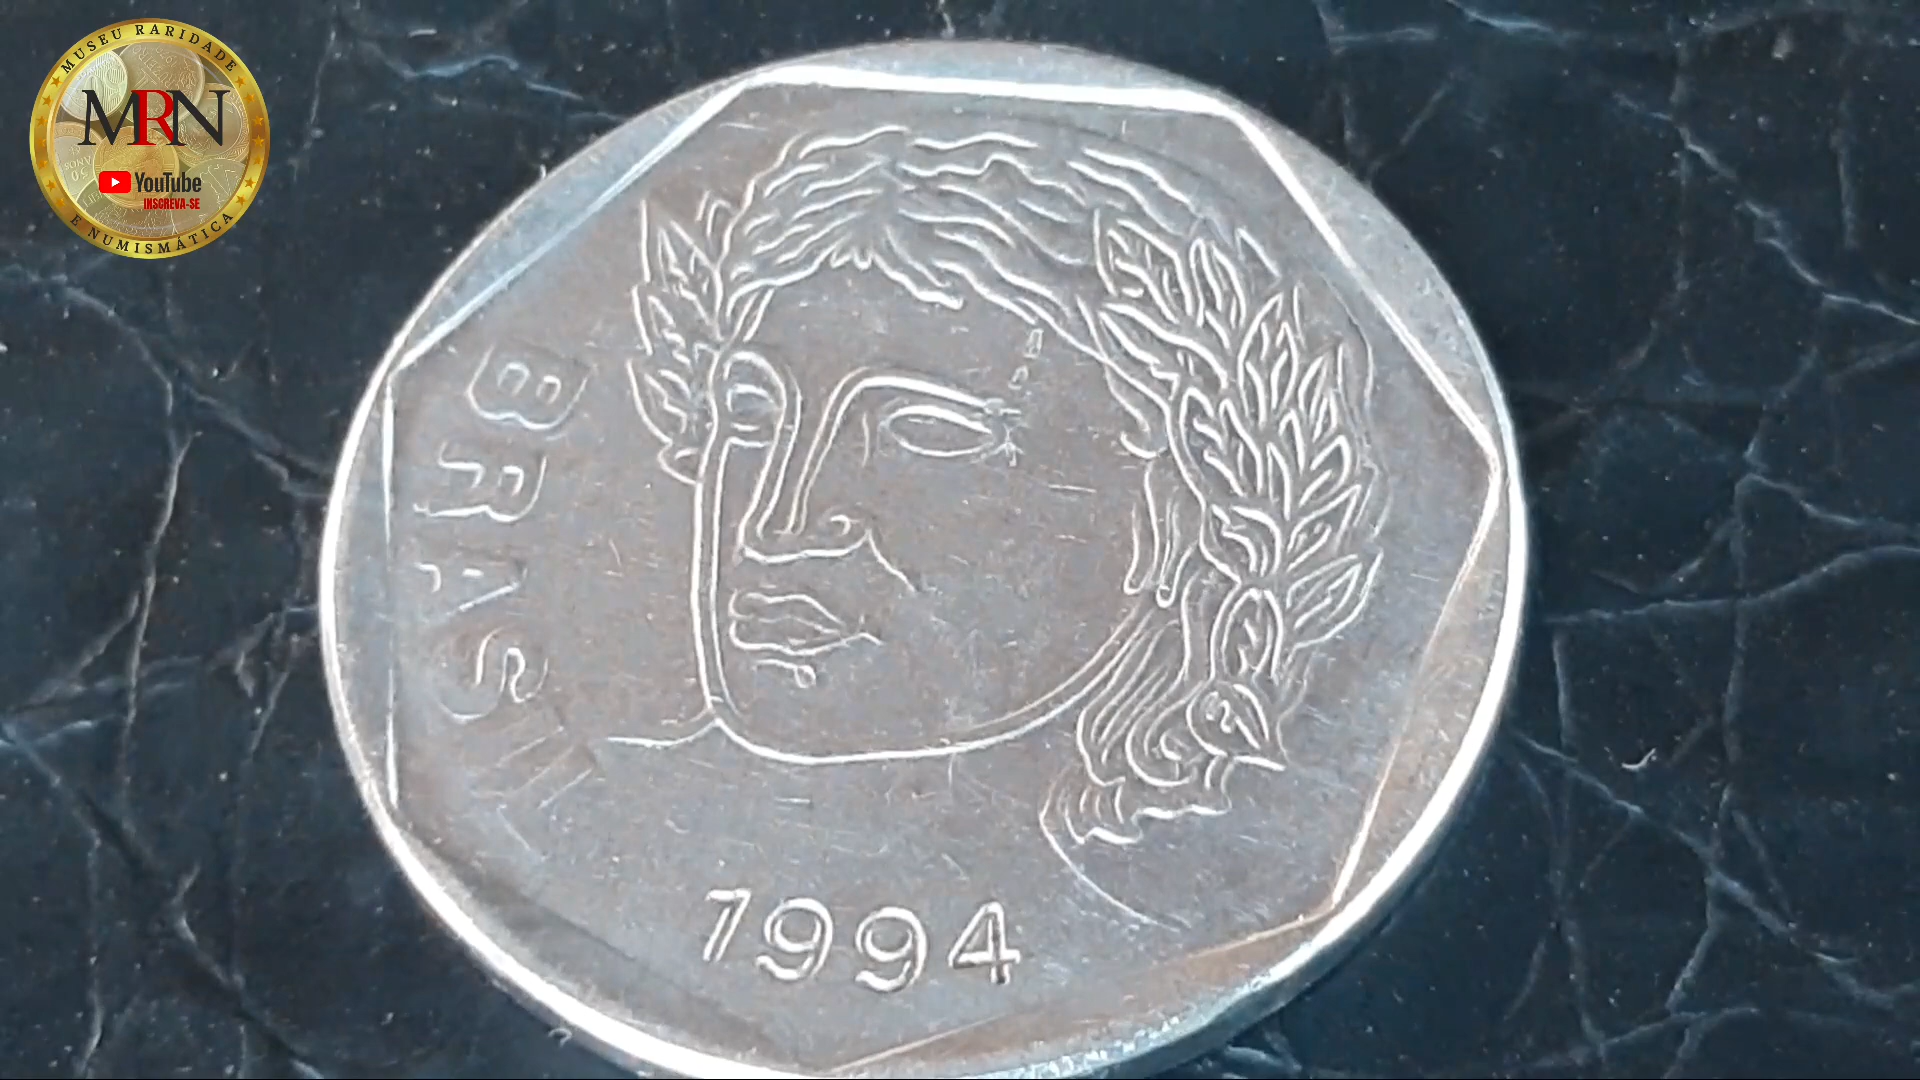 MUSEU RARIDADE
MRN
YouTube
INSCREVA-SE
E NUMISMÁTICA
BRASIL
1994